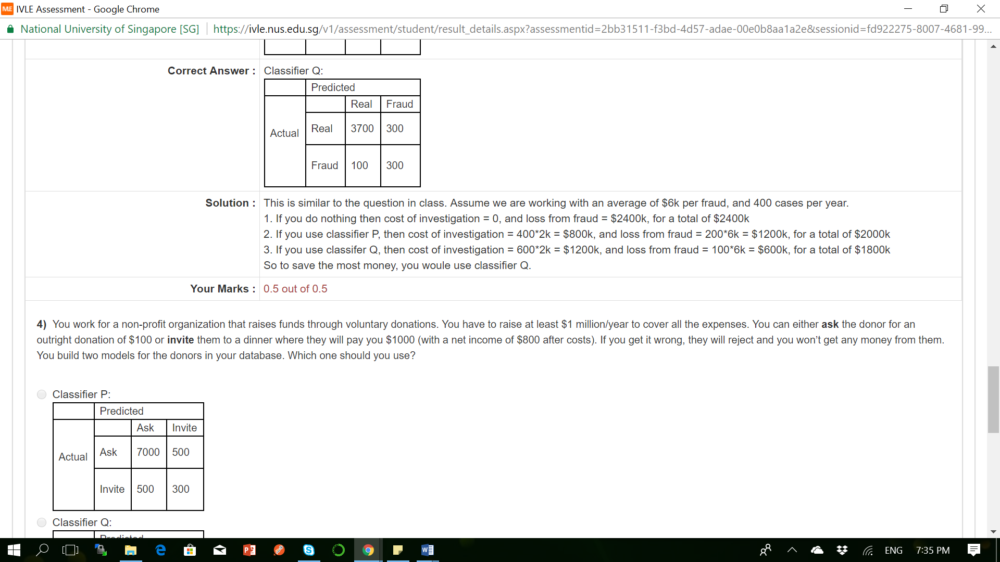 IVLE Assessment - Google Chrome
National University of Singapore [SG] https://ivle.nus.edu.sg/v1/assessment/student/result_details.aspx?assessmentid=2bb31511-f3bd-4d57-adae-00e0b8aa1a2e&sessionid=fd922275-8007-4681-99...
Correct Answer : Classifier Q:
Predicted
Real Fraud
Actual Real 3700 300
Fraud 100 300
Solution : This is similar to the question in class. Assume we are working with an average of $6k per fraud, and 400 cases per year.
1. If you do nothing then cost of investigation = 0, and loss from fraud = $2400k, for a total of $2400k
2. If you use classifier P, then cost of investigation = 400*2k = $800k, and loss from fraud = 200*6k = $1200k, for a total of $2000k
3. If you use classifer Q, then cost of investigation = 600*2k = $1200k, and loss from fraud = 100*6k = $600k, for a total of $1800k
So to save the most money, you woule use classifier Q.
Your Marks : 0.5 out of 0.5
4) You work for a non-profit organization that raises funds through voluntary donations. You have to raise at least $1 million/year to cover all the expenses. You can either ask the donor for an
outright donation of $100 or invite them to a dinner where they will pay you $1000 (with a net income of $800 after costs). If you get it wrong, they will reject and you won't get any money from them.
You build two models for the donors in your database. Which one should you use?
Classifier P:
Predicted
Ask Invite
Actual Ask 7000 500
Invite 500 300
Classifier Q:
Predicted
ENG 7:35 PM